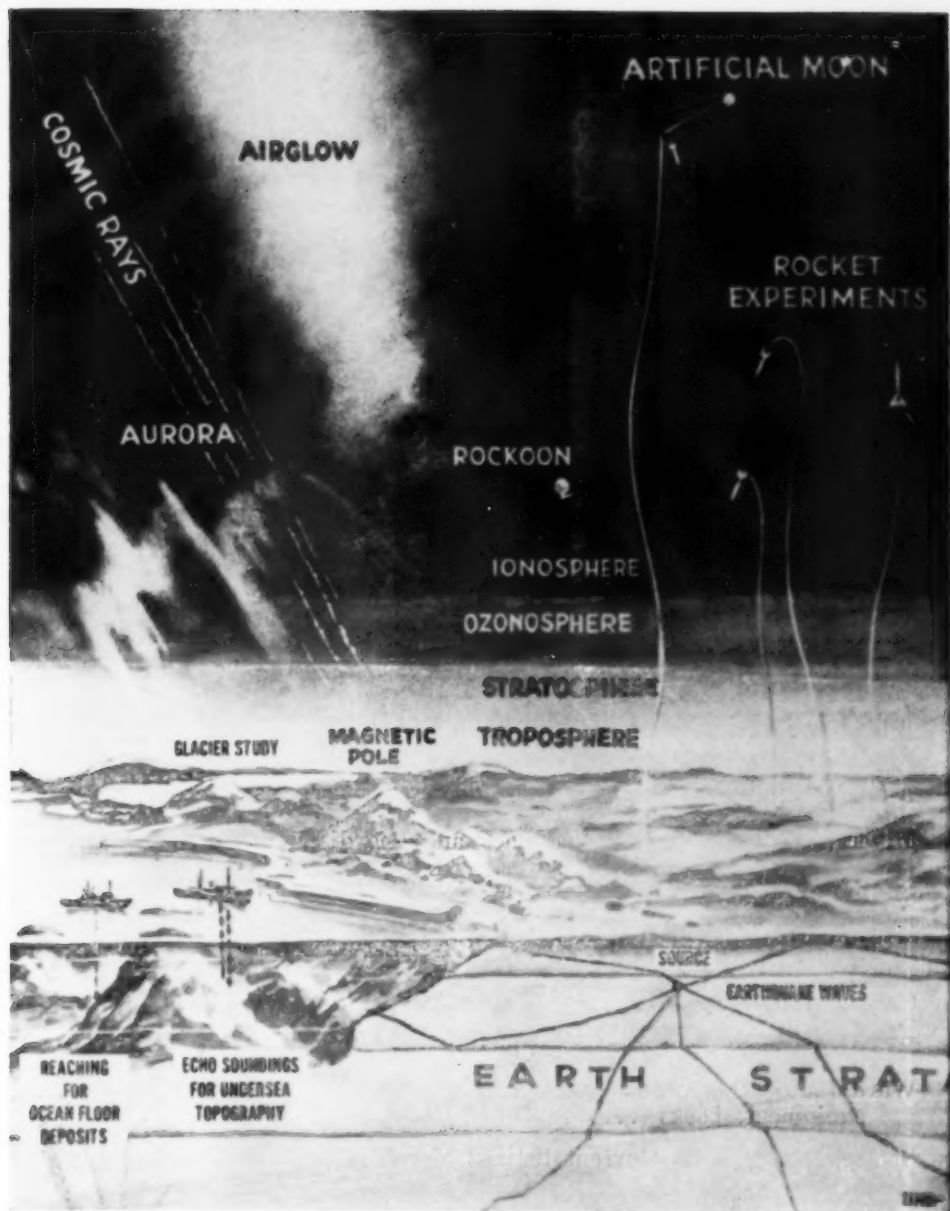 ARTIFICIAL MOON
COSMIC RAYS
AIRGLOW
ROCKET
EXPERIMENTS
AURORA
ROCKOON
IONOSPHERE
OZONOSPHERE
STRATOSPHERE
MAGNETIC
POLE
TROPOSPHERE
GLACIER STUDY
SOURCE
EARTHQUAKE WAVES
REACHING
FOR
OCEAN FLOOR
DEPOSITS
ECHO SOUNDINGS
FOR UNDERSEA
TOPOGRAPHY
EARTH STRATA